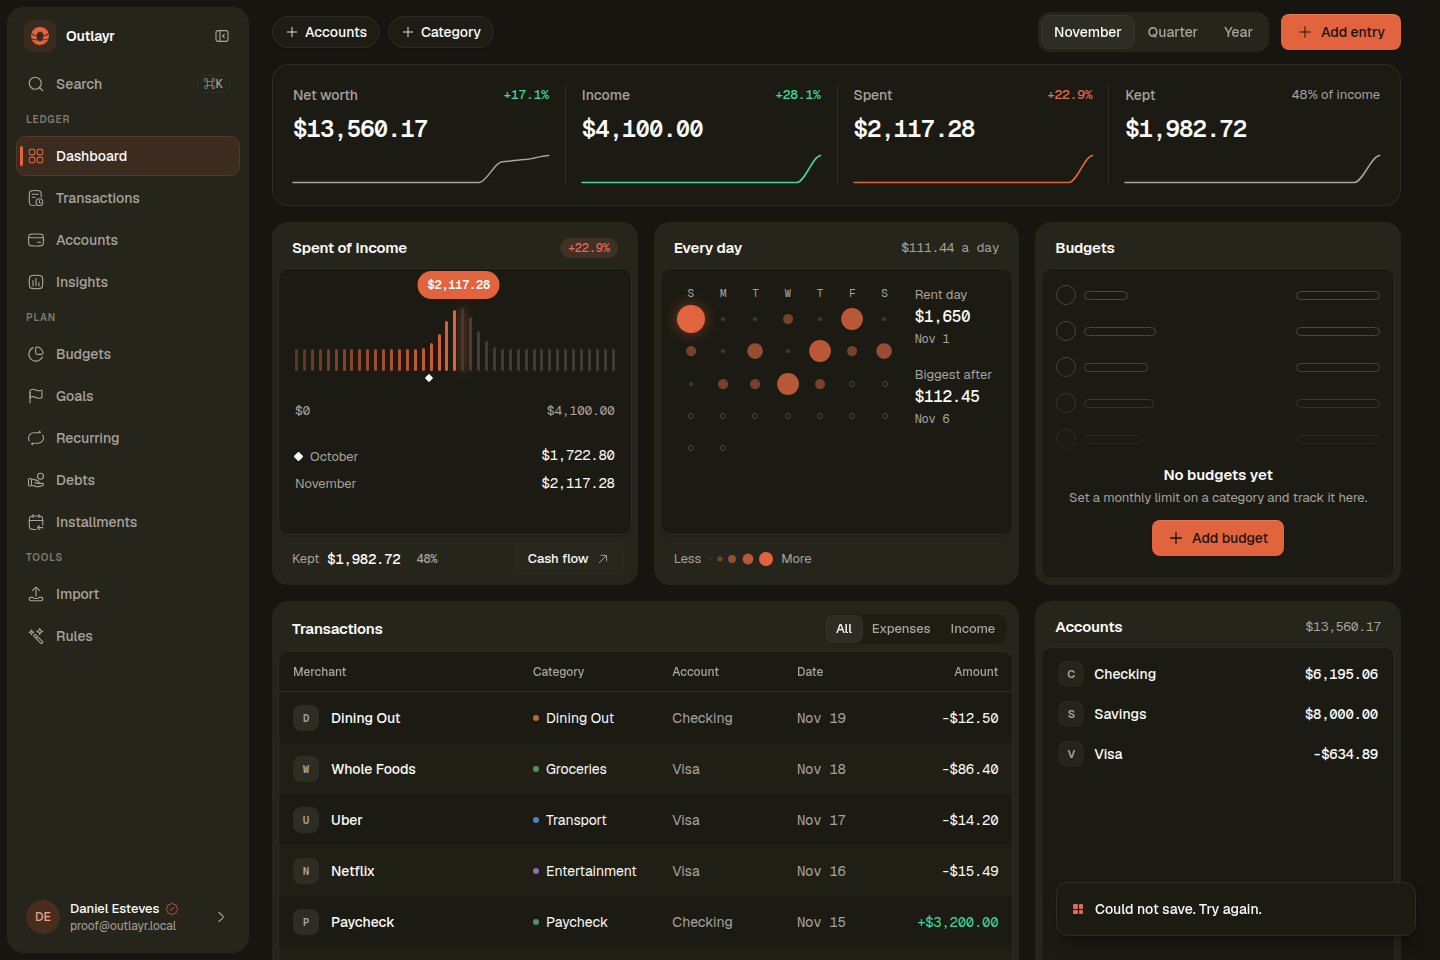 Outlayr
Search ⌘K
LEDGER
Dashboard
Transactions
Accounts
Insights
PLAN
Budgets
Goals
Recurring
Debts
Installments
TOOLS
Import
Rules
DE Daniel Esteves
proof@outlayr.local
Accounts Category November Quarter Year Add entry
Net worth +17.1% Income +28.1% Spent +22.9% Kept 48% of income
$13,560.17 $4,100.00 $2,117.28 $1,982.72
Spent of income +22.9%
$2,117.28
$0 $4,100.00
October $1,722.80
November $2,117.28
Kept $1,982.72 48% Cash flow
Every day $111.44 a day
S M T W T F S
Rent day
$1,650
Nov 1
Biggest after
$112.45
Nov 6
Less More
Budgets
No budgets yet
Set a monthly limit on a category and track it here.
Add budget
Transactions All Expenses Income
Merchant Category Account Date Amount
D Dining Out Dining Out Checking Nov 19 -$12.50
W Whole Foods Groceries Visa Nov 18 -$86.40
U Uber Transport Visa Nov 17 -$14.20
N Netflix Entertainment Visa Nov 16 -$15.49
P Paycheck Paycheck Checking Nov 15 +$3,200.00
Accounts $13,560.17
C Checking $6,195.06
S Savings $8,000.00
V Visa -$634.89
Could not save. Try again.